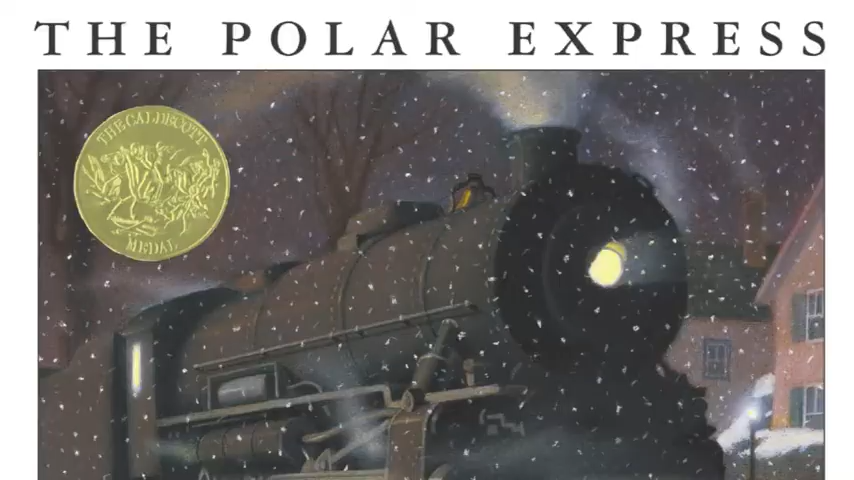 THE POLAR EXPRESS
THE CALDECOTT
MEDAL